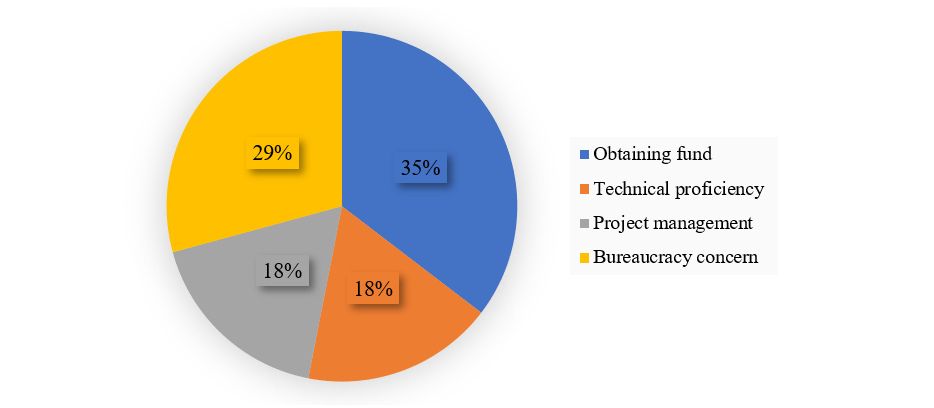 29%
35%
18%
18%
Obtaining fund
Technical proficiency
Project management
Bureaucracy concern